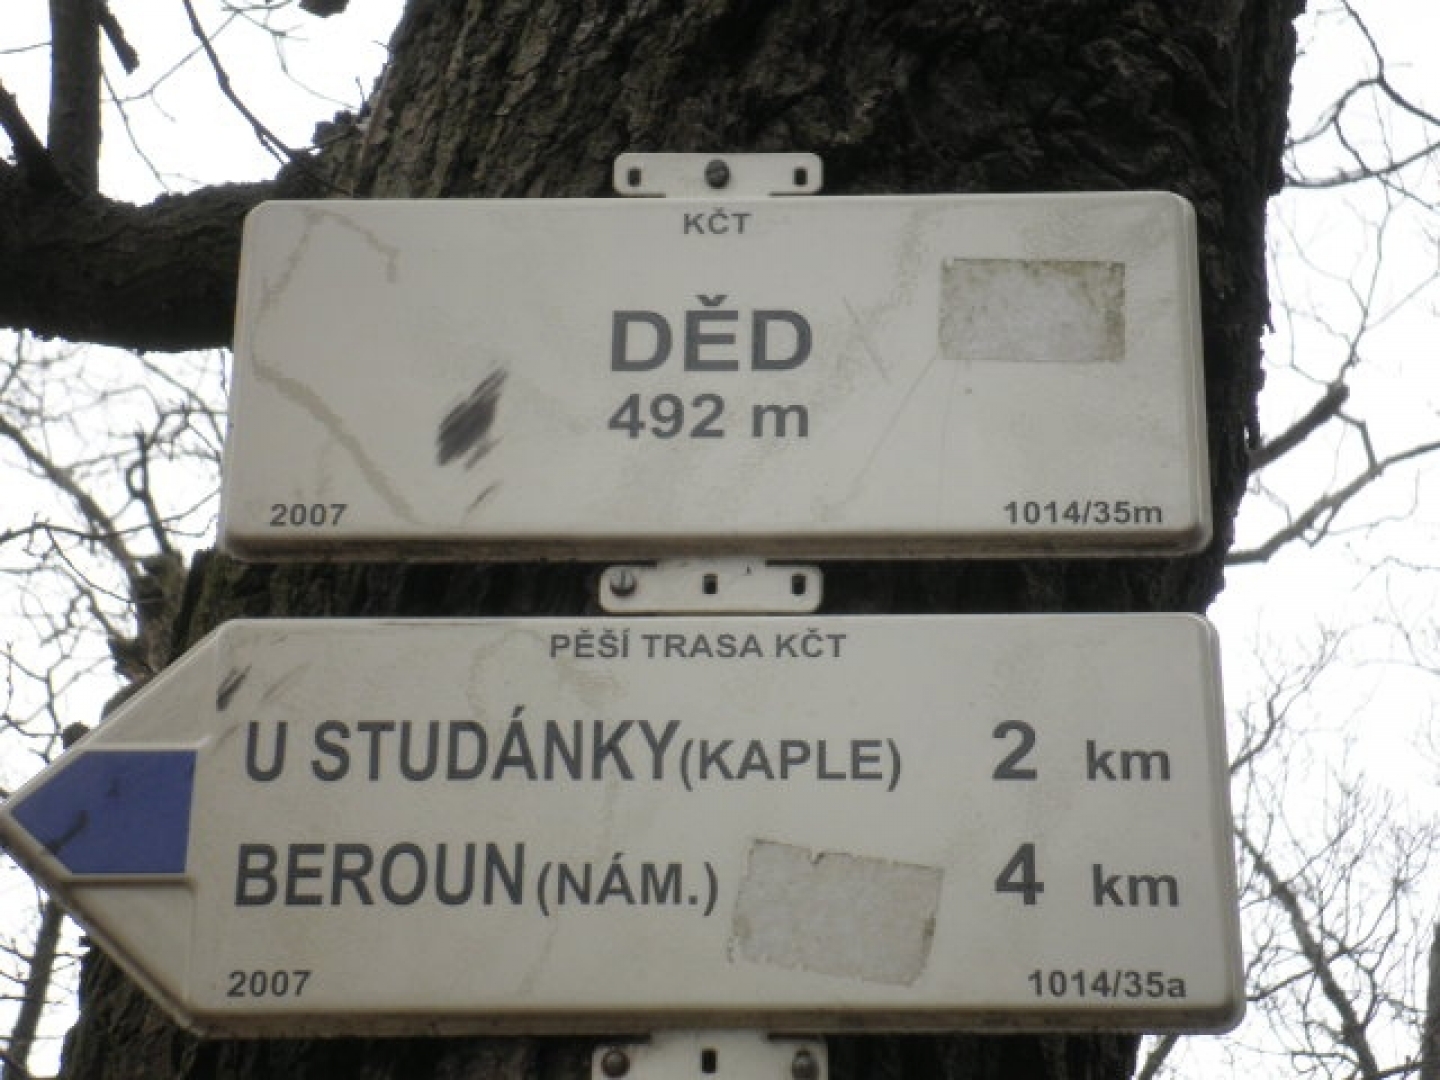 KČT
DĚD
492 m
2007 1014/35m
PĚŠÍ TRASA KČT
U STUDÁNKY (KAPLE) 2 km
BEROUN (NÁM.) 4 km
2007 1014/35a